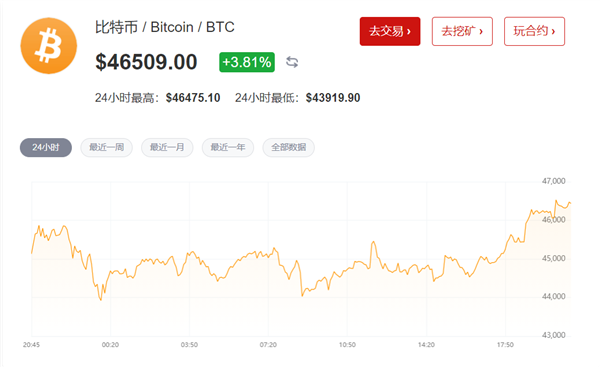 比特币 / Bitcoin / BTC
去交易 ›
去挖矿 ›
玩合约 ›
$46509.00
+3.81%
24小时最高：$46475.10
24小时最低：$43919.90
24小时
最近一周
最近一月
最近一年
全部数据
47,000
46,000
45,000
44,000
43,000
20:45
00:20
03:50
07:20
10:50
14:20
17:50